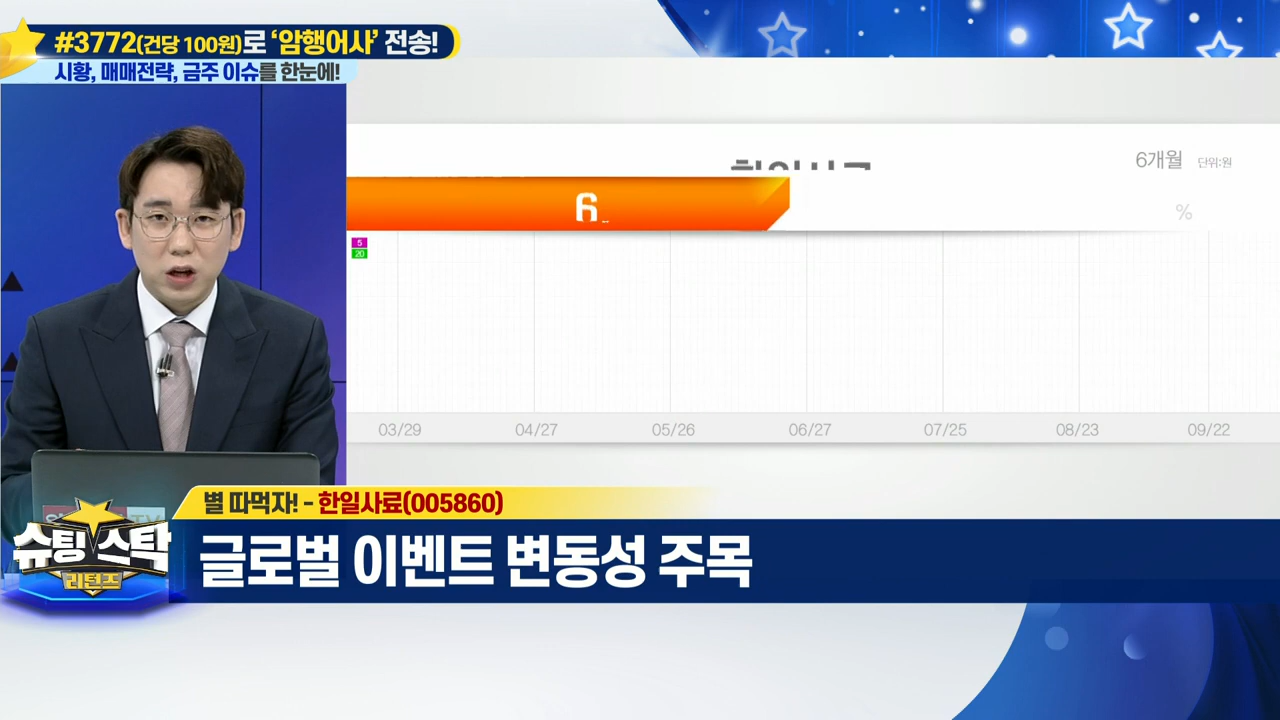 #3772(건당 100원)로 '암행어사' 전송!
시황, 매매전략, 금주 이슈를 한눈에!
6개월 단위:원
6
%
5
20
03/29 04/27 05/26 06/27 07/25 08/23 09/22
별 따먹자! - 한일사료(005860)
슈팅 스탁
리턴즈
글로벌 이벤트 변동성 주목